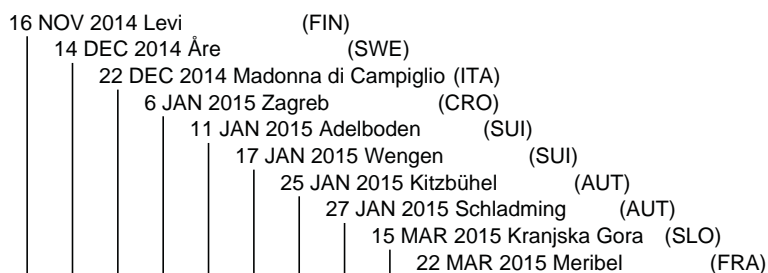 16 NOV 2014 Levi (FIN)
14 DEC 2014 Åre (SWE)
22 DEC 2014 Madonna di Campiglio (ITA)
6 JAN 2015 Zagreb (CRO)
11 JAN 2015 Adelboden (SUI)
17 JAN 2015 Wengen (SUI)
25 JAN 2015 Kitzbühel (AUT)
27 JAN 2015 Schladming (AUT)
15 MAR 2015 Kranjska Gora (SLO)
22 MAR 2015 Meribel (FRA)